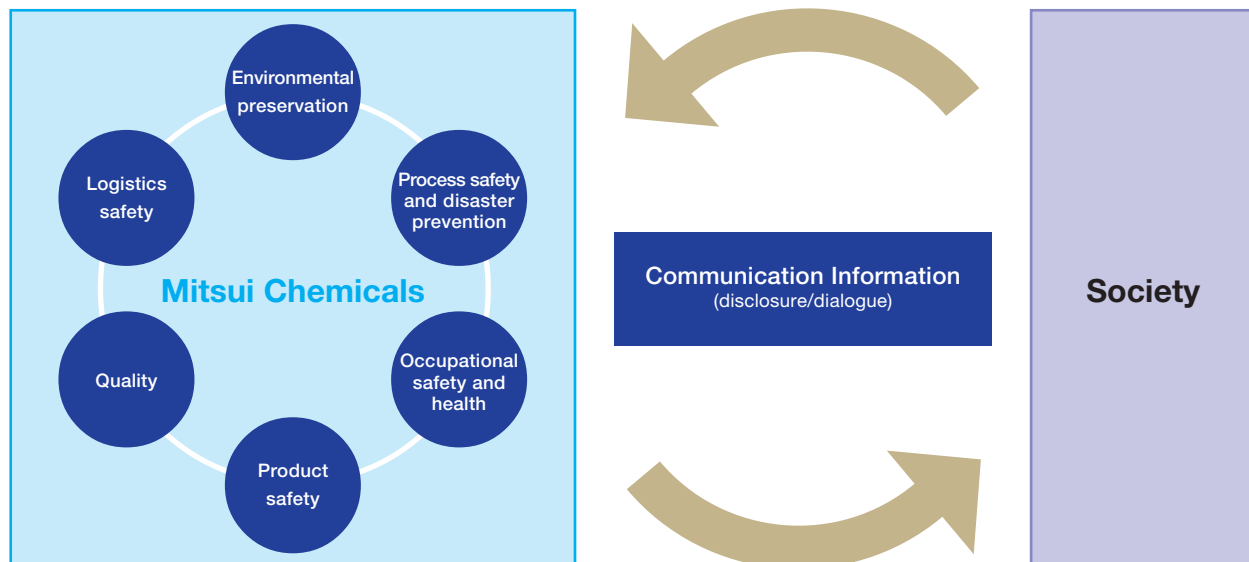 Environmental
preservation
Process safety
and disaster
prevention
Occupational
safety and
health
Product
safety
Quality
Logistics
safety
Mitsui Chemicals
Communication Information
(disclosure/dialogue)
Society